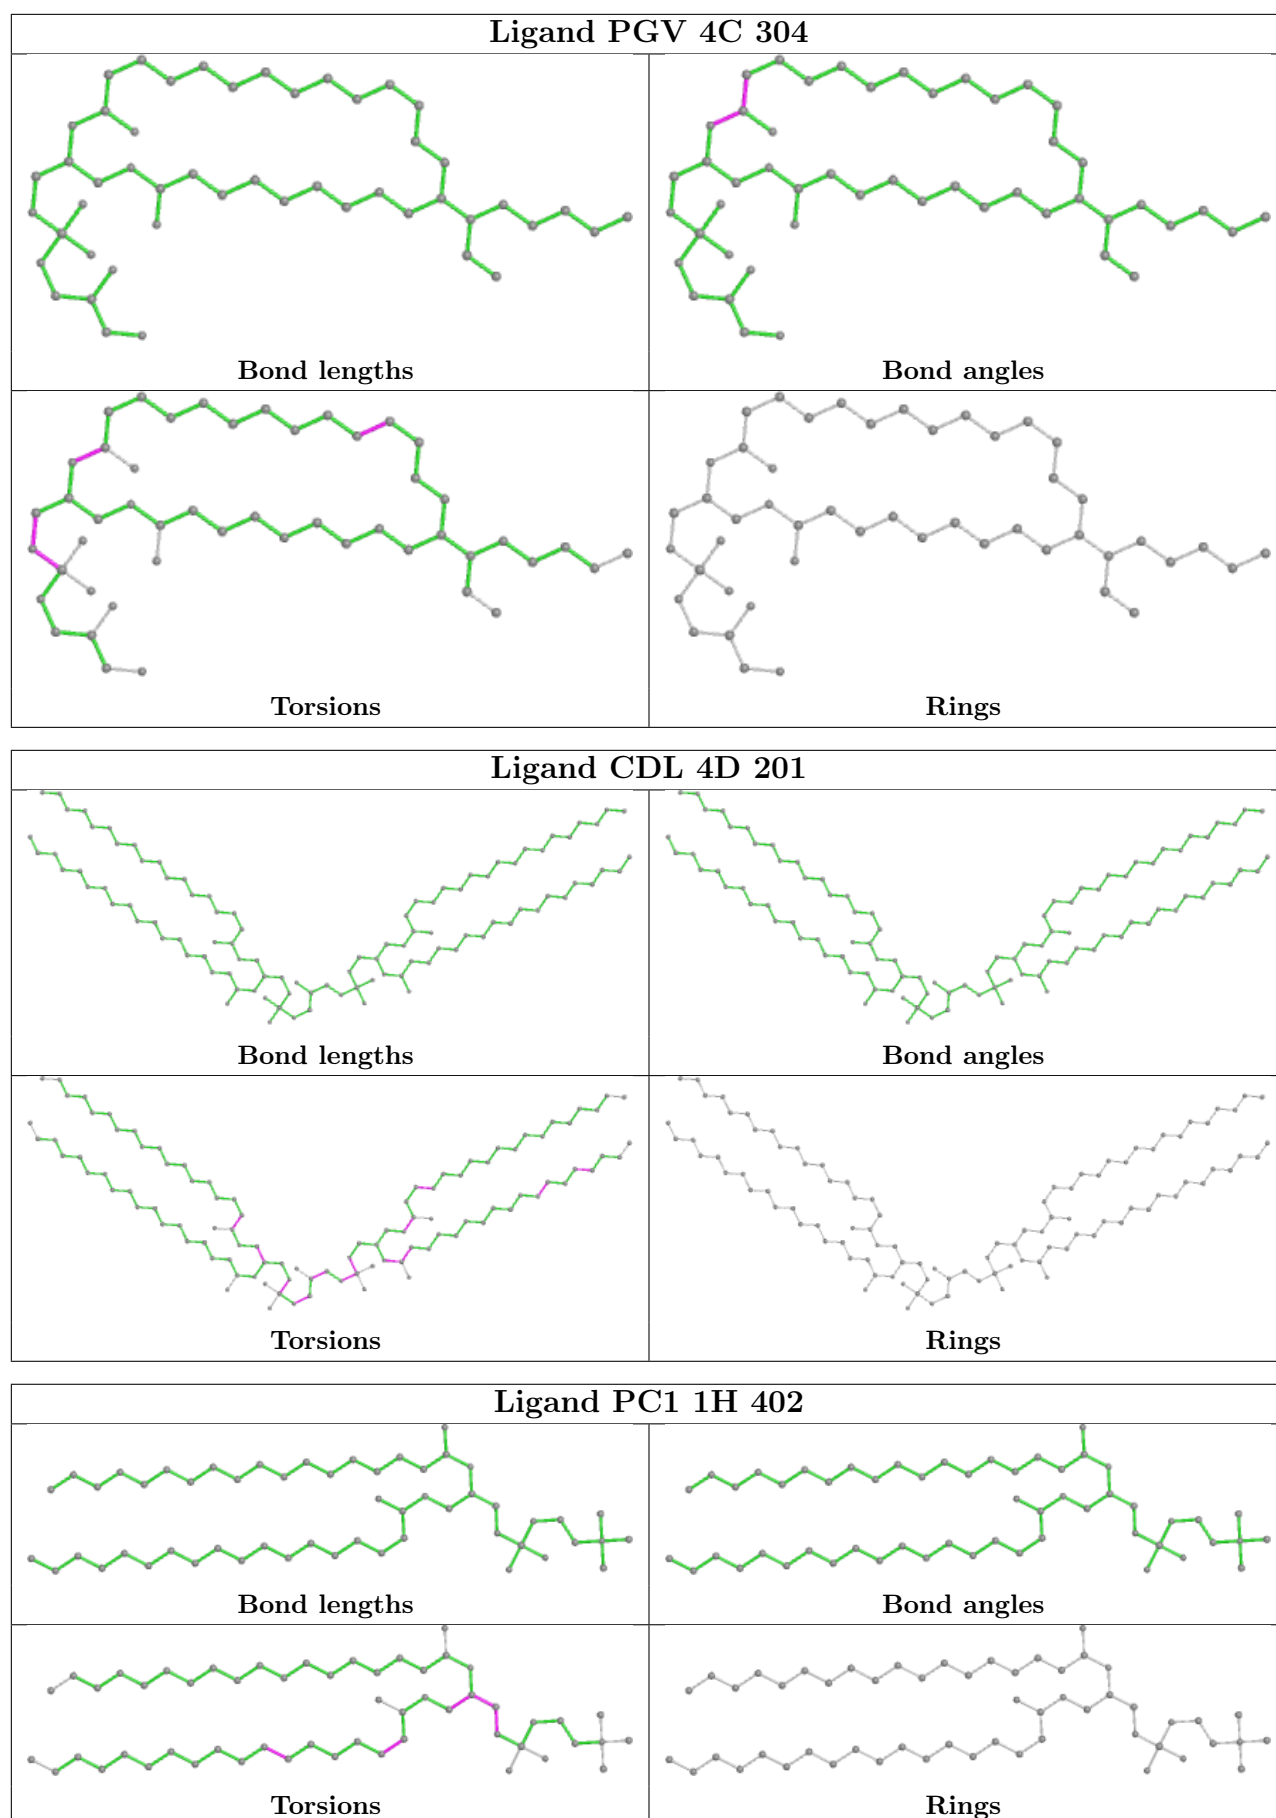 Ligand PGV 4C 304
Bond lengths
Bond angles
Torsions
Rings
Ligand CDL 4D 201
Bond lengths
Bond angles
Torsions
Rings
Ligand PC1 1H 402
Bond lengths
Bond angles
Torsions
Rings